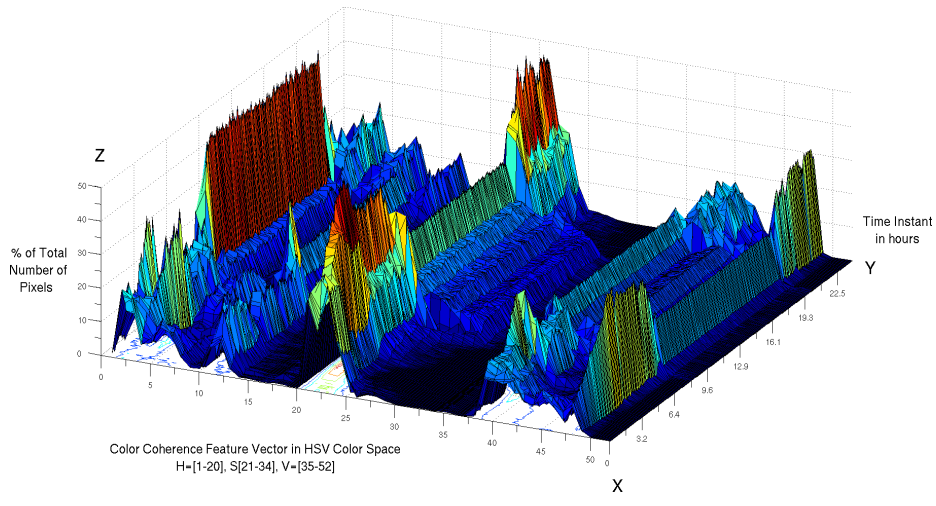 Z
50
40
30
20
10
0
% of Total
Number of
Pixels
0
5
10
15
20
25
30
35
40
45
50
0
3.2
6.4
9.6
12.9
16.1
19.3
22.5
Time Instant
in hours
Y
X
Color Coherence Feature Vector in HSV Color Space
H=[1-20], S[21-34], V=[35-52]